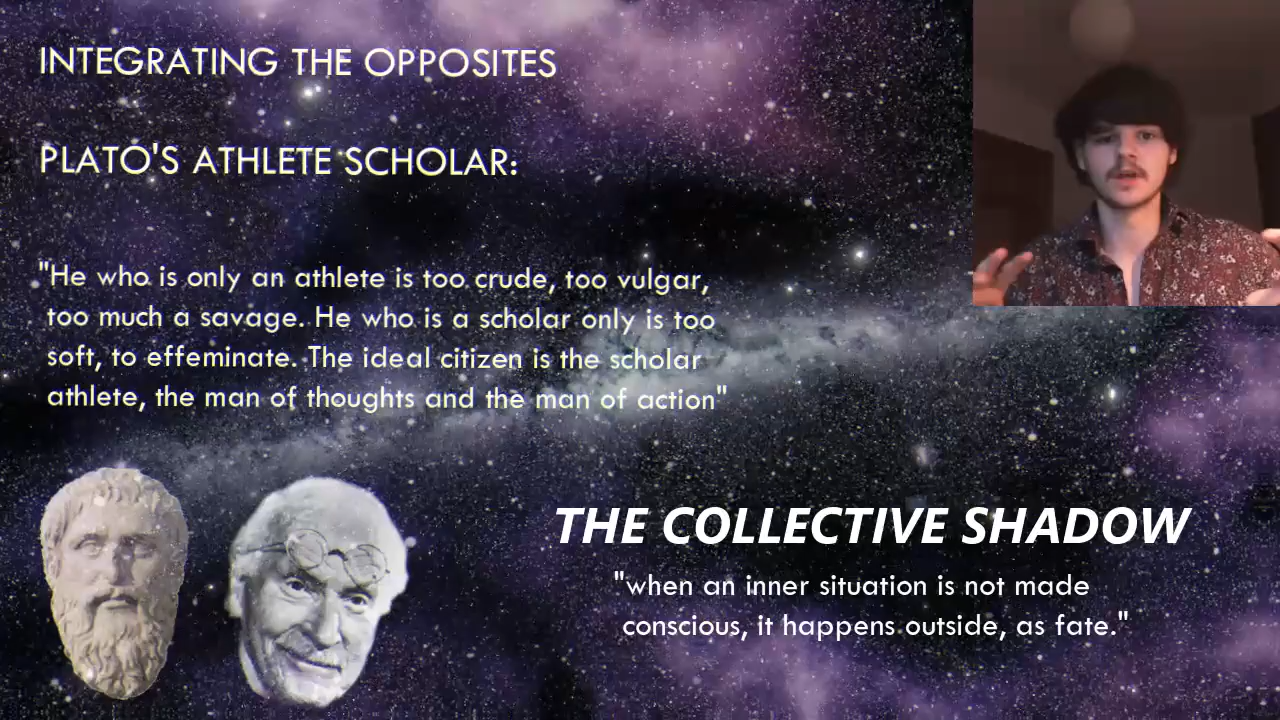 INTEGRATING THE OPPOSITES
PLATO'S ATHLETE SCHOLAR:
"He who is only an athlete is too crude, too vulgar,
too much a savage. He who is a scholar only is too
soft, to effeminate. The ideal citizen is the scholar
athlete, the man of thoughts and the man of action"
THE COLLECTIVE SHADOW
"when an inner situation is not made
conscious, it happens outside, as fate."